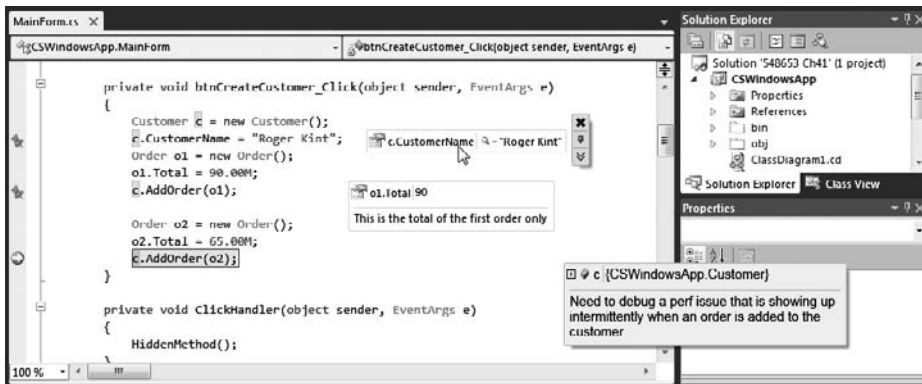 MainForm.cs
CSWindowsApp.MainForm
btnCreateCustomer_Click(object sender, EventArgs e)
private void btnCreateCustomer_Click(object sender, EventArgs e)
{
Customer c = new Customer();
c.CustomerName = "Roger Kint";
Order o1 = new Order();
o1.Total = 90.00M;
c.AddOrder(o1);
Order o2 = new Order();
o2.Total = 65.00M;
c.AddOrder(o2);
}
private void ClickHandler(object sender, EventArgs e)
{
HiddenMethod();
}
100 %
c.CustomerName "Roger Kint"
o1.Total 90
This is the total of the first order only
c {CSWindowsApp.Customer}
Need to debug a perf issue that is showing up
intermittently when an order is added to the
customer
Solution Explorer
Solution '548653 Ch41' (1 project)
CSWindowsApp
Properties
References
bin
obj
ClassDiagram1.cd
Solution Explorer Class View
Properties